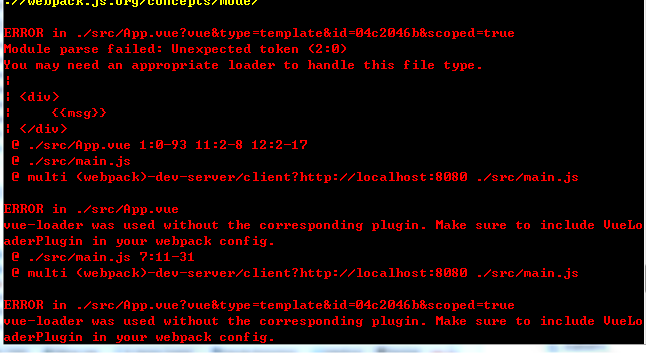 ://webpack.js.org/concepts/mode/
ERROR in ./src/App.vue?vue&type=template&id=04c2046b&scoped=true
Module parse failed: Unexpected token (2:0)
You may need an appropriate loader to handle this file type.
¦
¦ <div>
¦     {{msg}}
¦ </div>
@ ./src/App.vue 1:0-93 11:2-8 12:2-17
@ ./src/main.js
@ multi (webpack)-dev-server/client?http://localhost:8080 ./src/main.js
ERROR in ./src/App.vue
vue-loader was used without the corresponding plugin. Make sure to include VueLo
aderPlugin in your webpack config.
@ ./src/main.js 7:11-31
@ multi (webpack)-dev-server/client?http://localhost:8080 ./src/main.js
ERROR in ./src/App.vue?vue&type=template&id=04c2046b&scoped=true
vue-loader was used without the corresponding plugin. Make sure to include VueLo
aderPlugin in your webpack config.